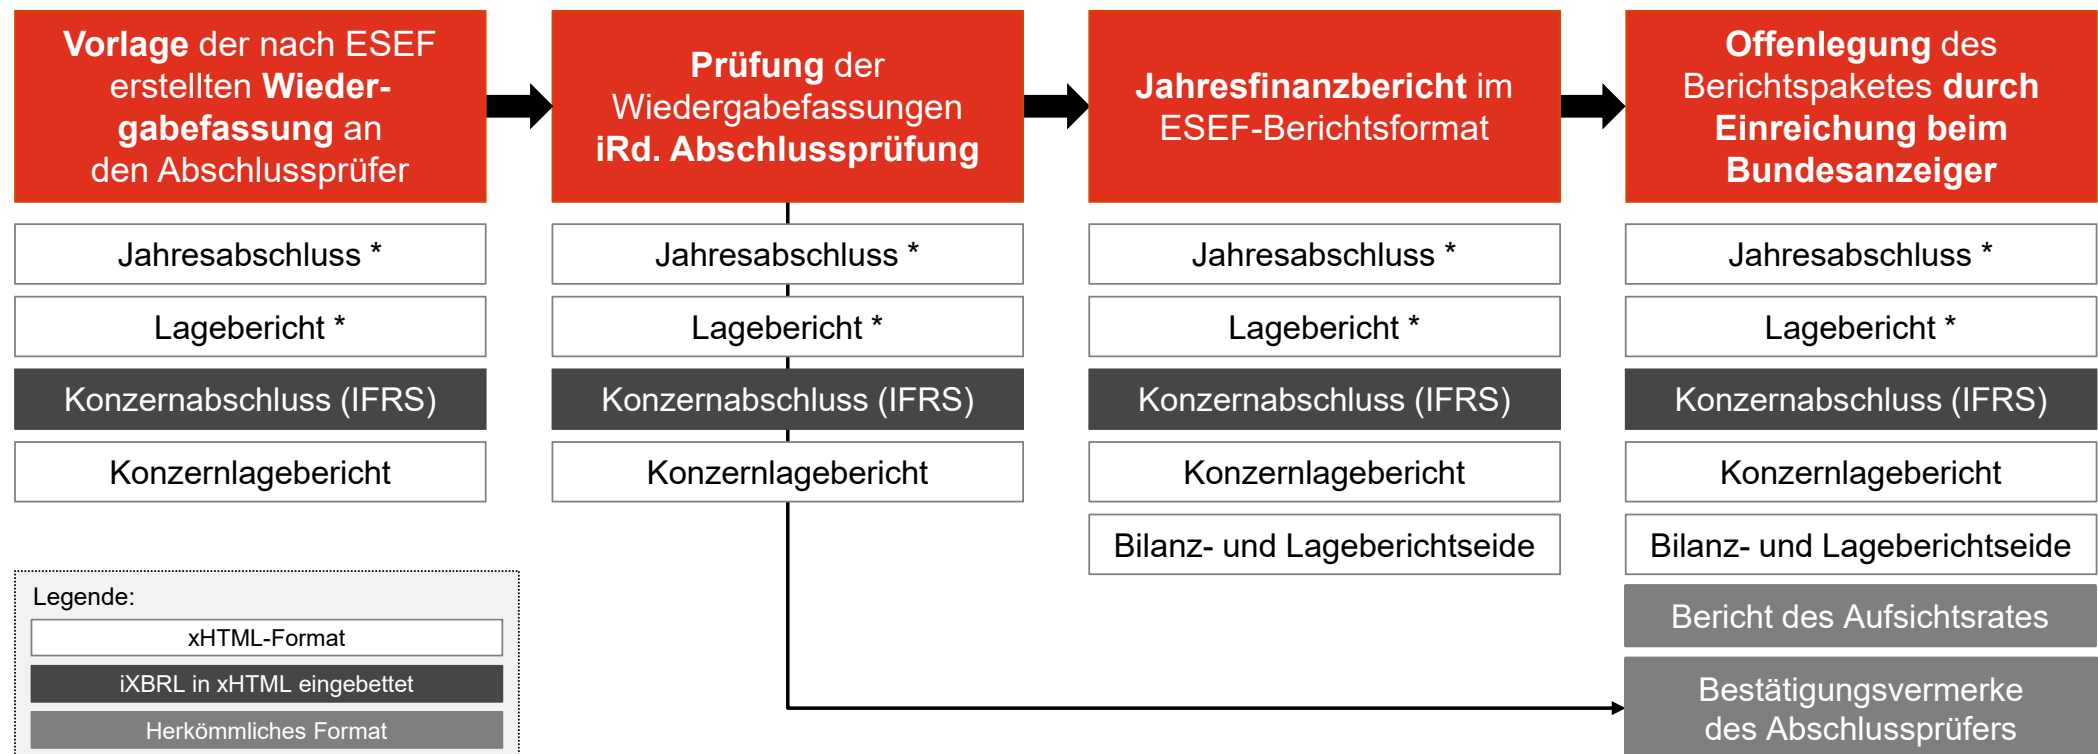 Vorlage der nach ESEF
erstellten Wieder-
gabefassung an
den Abschlussprüfer
Prüfung der
Wiedergabefassungen
iRd. Abschlussprüfung
Jahresfinanzbericht im
ESEF-Berichtsformat
Offenlegung des
Berichtspaketes durch
Einreichung beim
Bundesanzeiger
Jahresabschluss *
Jahresabschluss *
Jahresabschluss *
Jahresabschluss *
Lagebericht *
Lagebericht *
Lagebericht *
Lagebericht *
Konzernabschluss (IFRS)
Konzernabschluss (IFRS)
Konzernabschluss (IFRS)
Konzernabschluss (IFRS)
Konzernlagebericht
Konzernlagebericht
Konzernlagebericht
Konzernlagebericht
Bilanz- und Lageberichtseide
Bilanz- und Lageberichtseide
Bericht des Aufsichtsrates
Bestätigungsvermerke
des Abschlussprüfers
Legende:
xHTML-Format
iXBRL in xHTML eingebettet
Herkömmliches Format